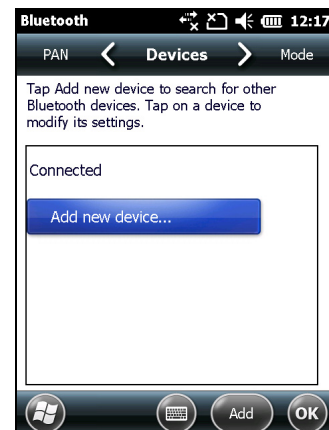 Bluetooth 12:17
PAN Devices Mode
Tap Add new device to search for other
Bluetooth devices. Tap on a device to
modify its settings.
Connected
Add new device...
Add OK